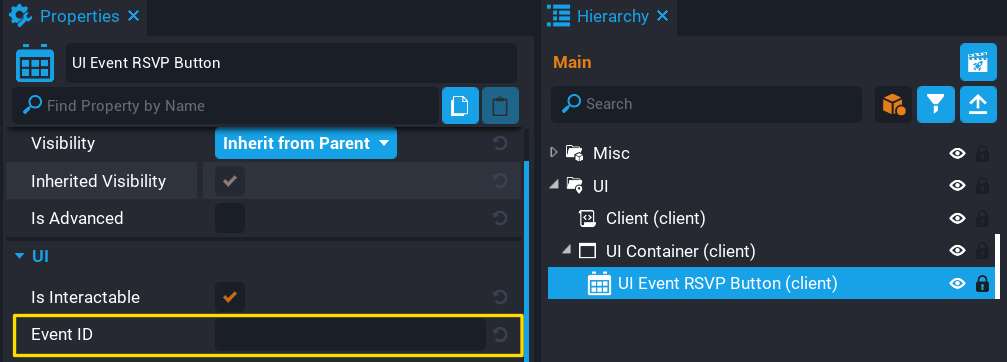 Properties
UI Event RSVP Button
Find Property by Name
Visibility
Inherit from Parent
Inherited Visibility
Is Advanced
UI
Is Interactable
Event ID
Hierarchy
Main
Search
Misc
UI
Client (client)
UI Container (client)
UI Event RSVP Button (client)